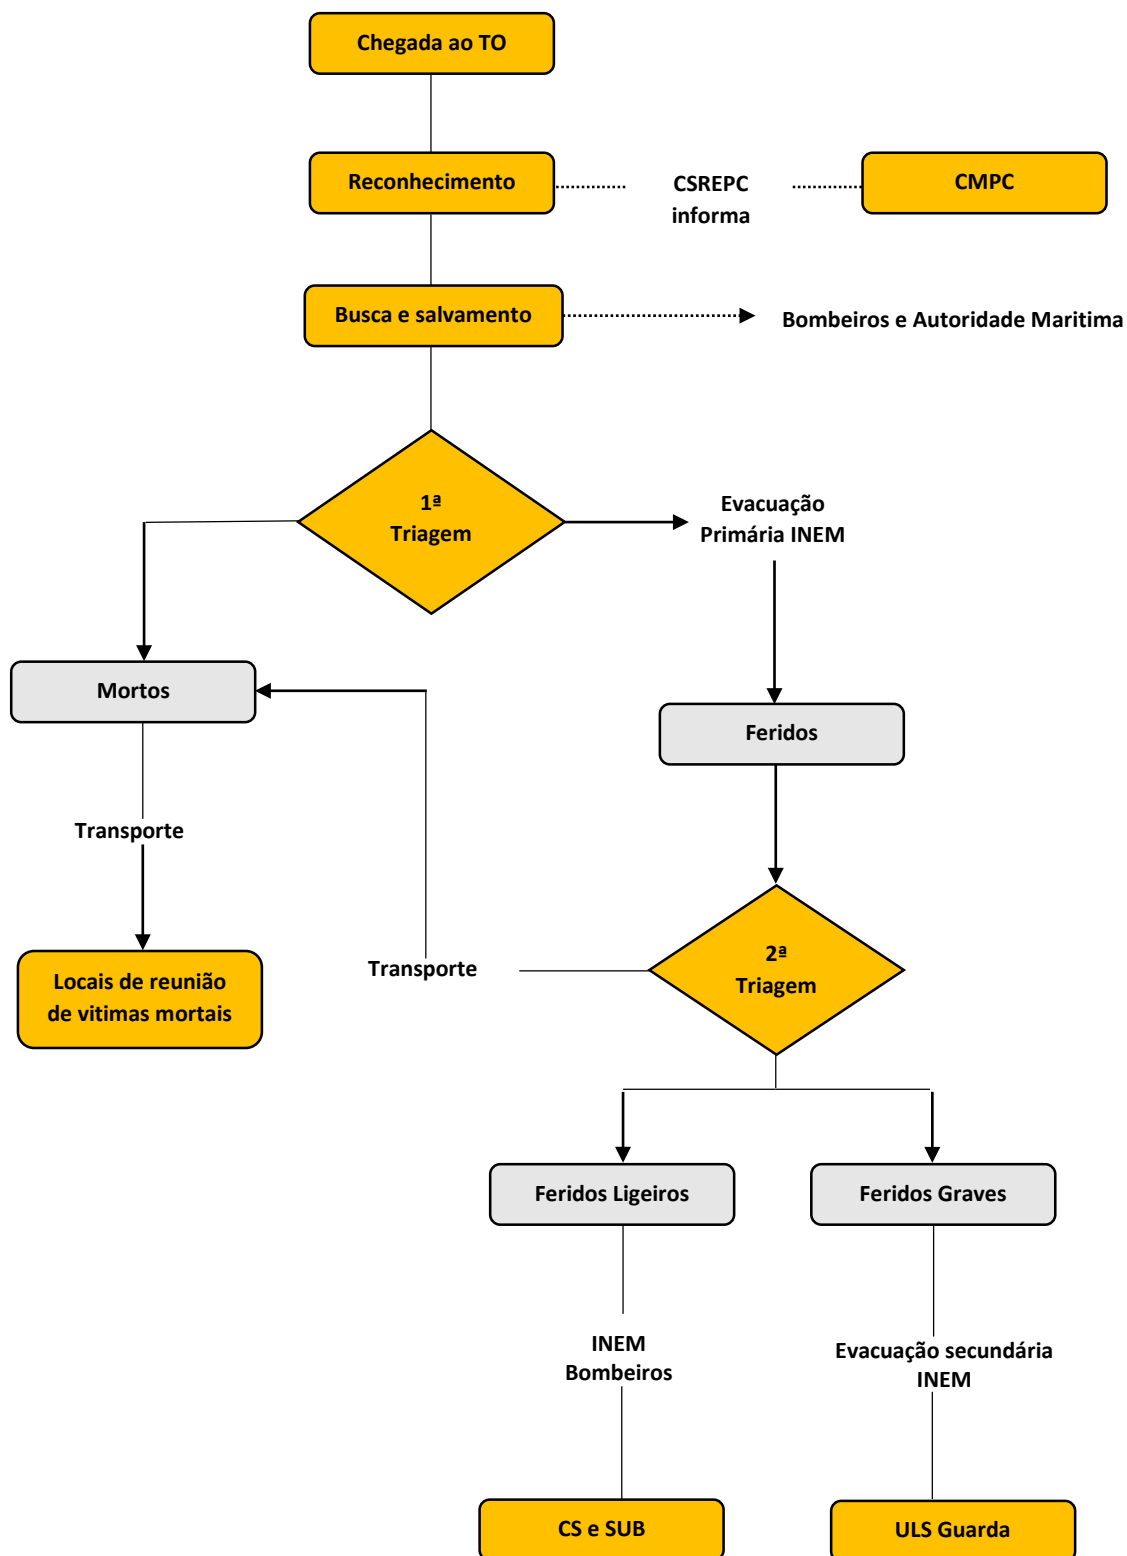 Chegada ao TO
Reconhecimento
CSREPC
informa
CMPC
Busca e salvamento
Bombeiros e Autoridade Maritima
1ª
Triagem
Evacuação
Primária INEM
Mortos
Feridos
Transporte
Locais de reunião
de vitimas mortais
Transporte
2ª
Triagem
Feridos Ligeiros
Feridos Graves
INEM
Bombeiros
Evacuação secundária
INEM
CS e SUB
ULS Guarda